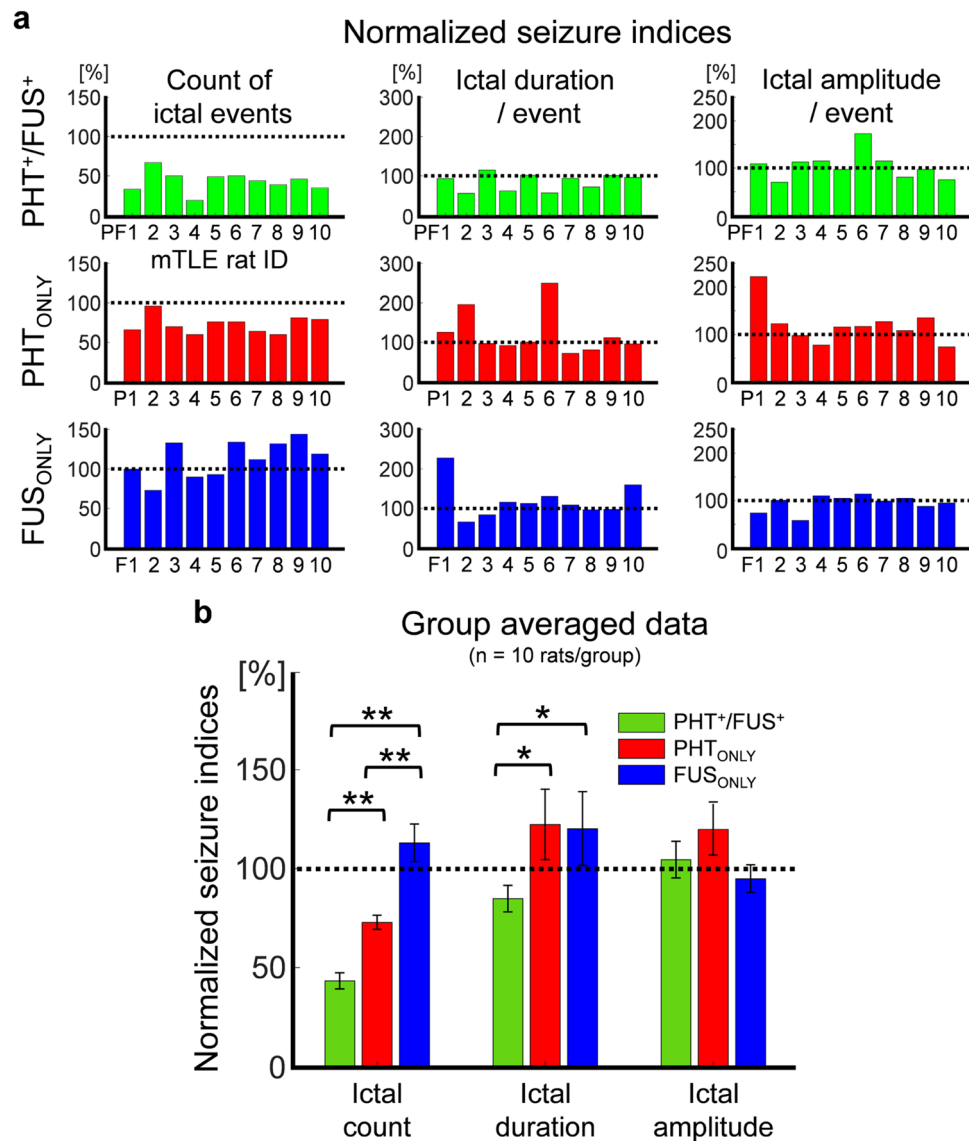 a
Normalized seizure indices
PHT⁺/FUS⁺
[%]
Count of
ictal events
150
100
50
0
PF1 2 3 4 5 6 7 8 9 10
mTLE rat ID
[%]
Ictal duration
/ event
300
200
100
0
PF1 2 3 4 5 6 7 8 9 10
[%]
Ictal amplitude
/ event
250
200
100
0
PF1 2 3 4 5 6 7 8 9 10
PHT_ONLY
150
100
50
0
P1 2 3 4 5 6 7 8 9 10
300
200
100
0
P1 2 3 4 5 6 7 8 9 10
250
200
100
0
P1 2 3 4 5 6 7 8 9 10
FUS_ONLY
150
100
50
0
F1 2 3 4 5 6 7 8 9 10
300
200
100
0
F1 2 3 4 5 6 7 8 9 10
250
200
100
0
F1 2 3 4 5 6 7 8 9 10
b
Group averaged data
(n = 10 rats/group)
[%]
Normalized seizure indices
150
100
50
0
** ** **
* *
PHT⁺/FUS⁺
PHT_ONLY
FUS_ONLY
Ictal
count
Ictal
duration
Ictal
amplitude